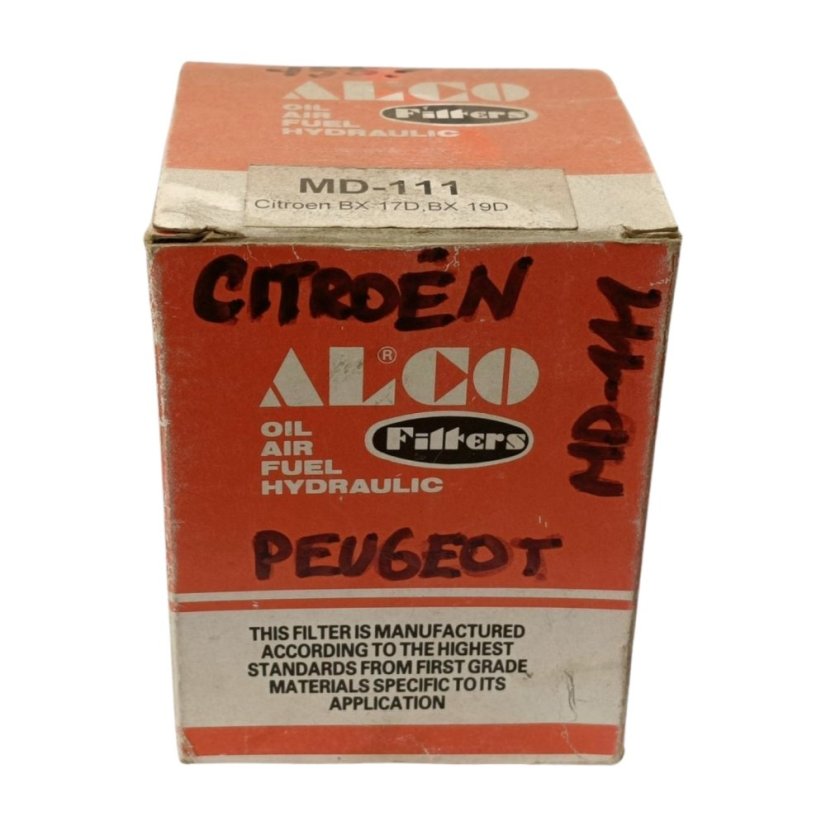 ALCO
OIL
AIR
FUEL
HYDRAULIC
Filters
MD-111
Citroen BX 17D,BX 19D
CITROËN
MD-111
ALCO®
OIL
AIR
FUEL
HYDRAULIC
Filters
PEUGEOT
THIS FILTER IS MANUFACTURED
ACCORDING TO THE HIGHEST
STANDARDS FROM FIRST GRADE
MATERIALS SPECIFIC TO ITS
APPLICATION